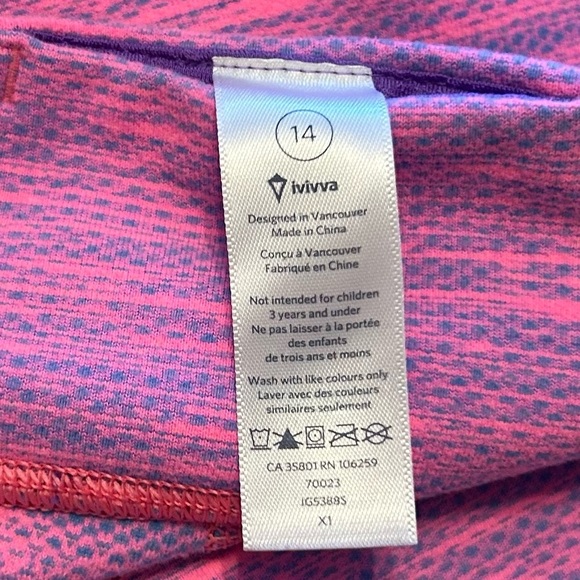 14
ivivva
Designed in Vancouver
Made in China
Conçu à Vancouver
Fabriqué en Chine
Not intended for children
3 years and under
Ne pas laisser à la portée
des enfants
de trois ans et moins
Wash with like colours only
Laver avec des couleurs
similaires seulement
CA 35801 RN 106259
70023
IG5388S
X1